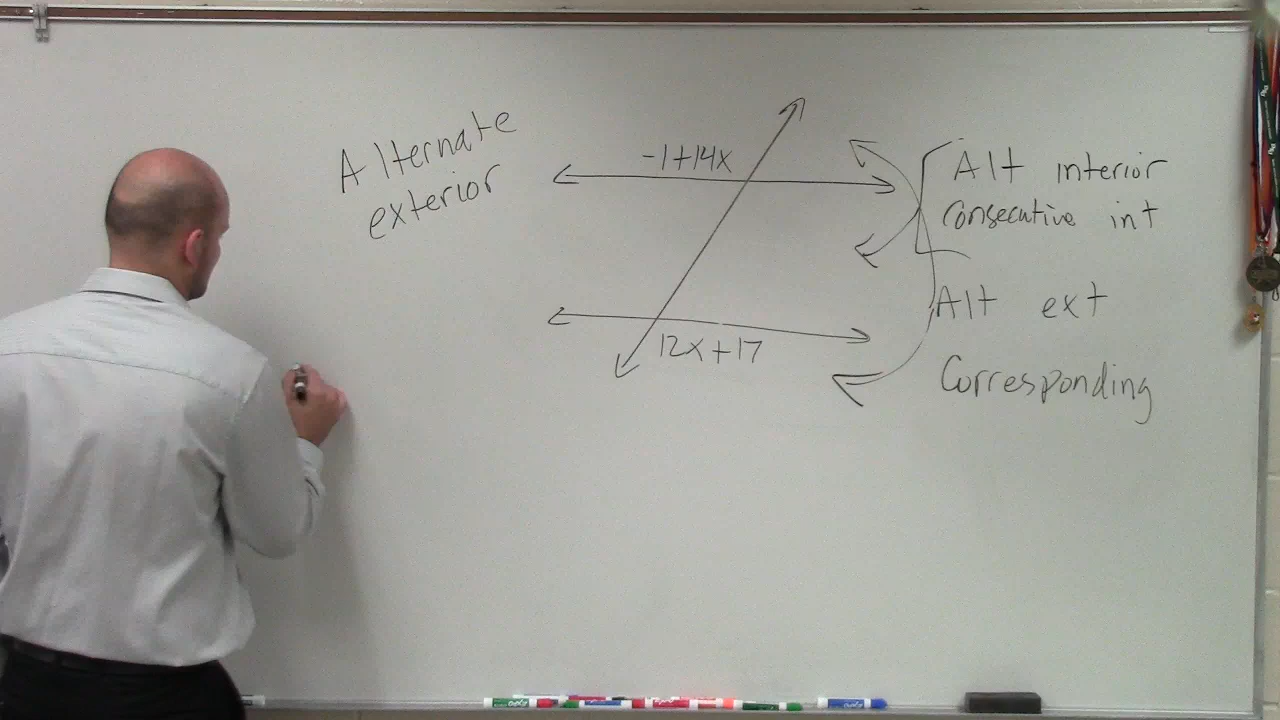 Alternate
exterior
-1+14x
12x+17
Alt interior
consecutive int
Alt ext
Corresponding